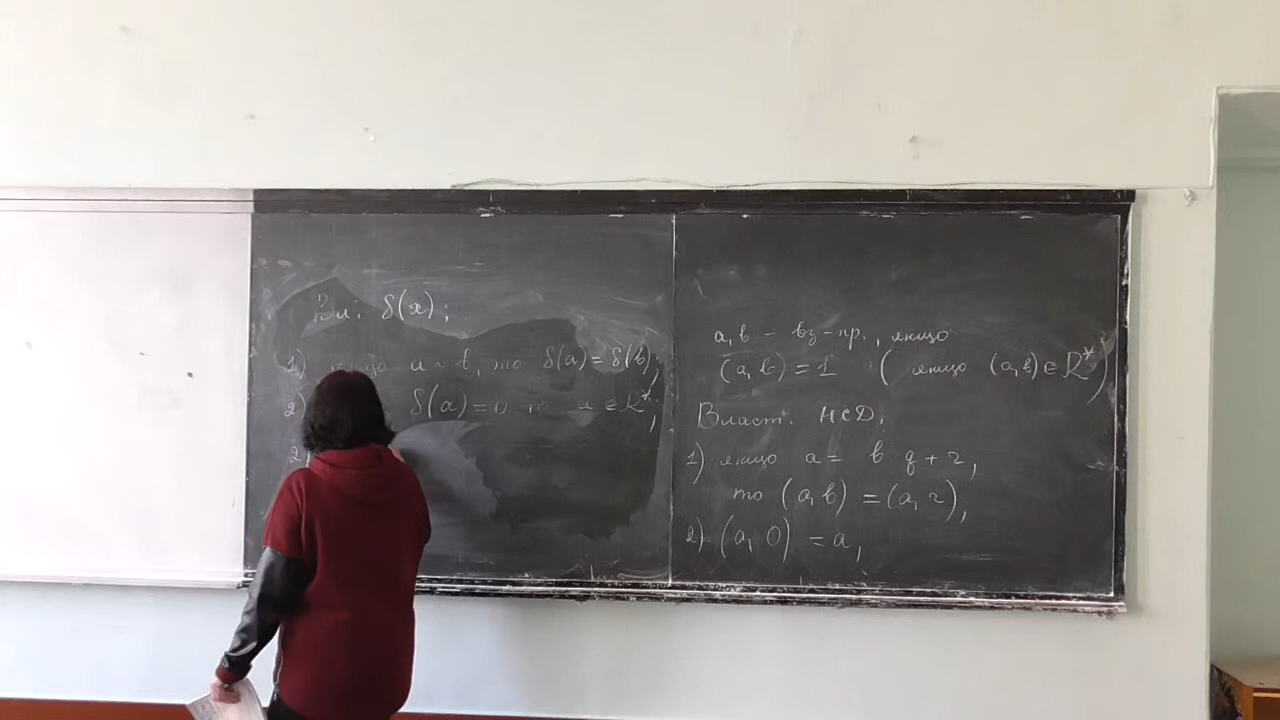 Вл. δ(x):
1) якщо a ~ b, то δ(a) = δ(b),
2) δ(a) = 0 a ∈ R*;
a, b - вз-пр., якщо
(a, b) = 1 ( якщо (a, b) ∈ R*)
Власт. НСД.
1) якщо a = b q + r,
то (a, b) = (a, r),
2) (a, 0) = a,